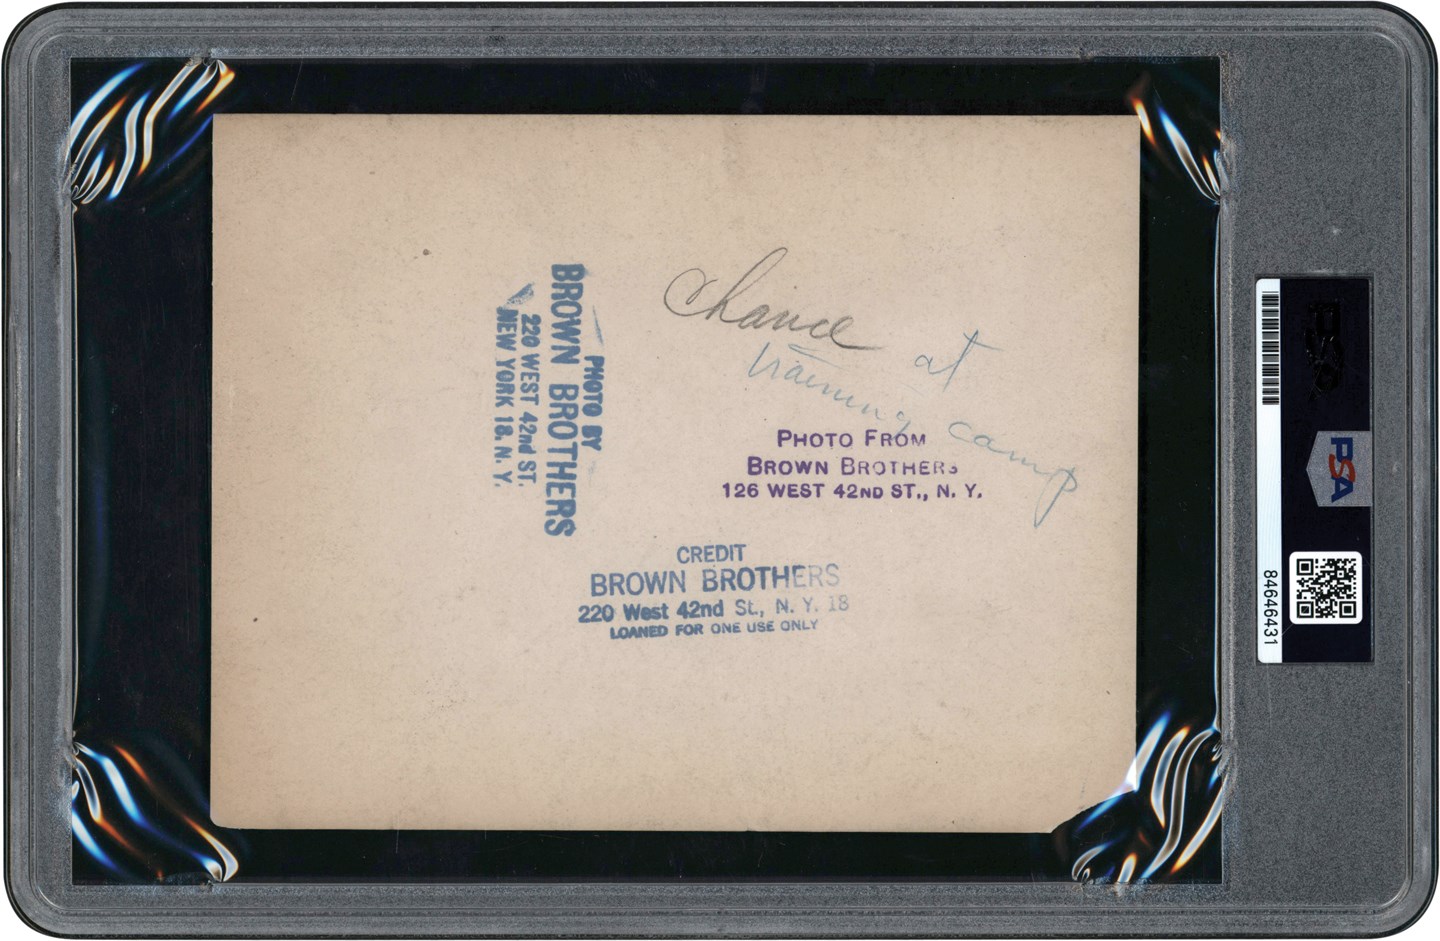 Chance at
training camp
PHOTO FROM
BROWN BROTHERS
126 WEST 42ND ST., N. Y.
PHOTO BY
BROWN BROTHERS
220 WEST 42nd ST.
NEW YORK 18, N. Y.
CREDIT
BROWN BROTHERS
220 West 42nd St., N. Y. 18
LOANED FOR ONE USE ONLY
PSA
84646431